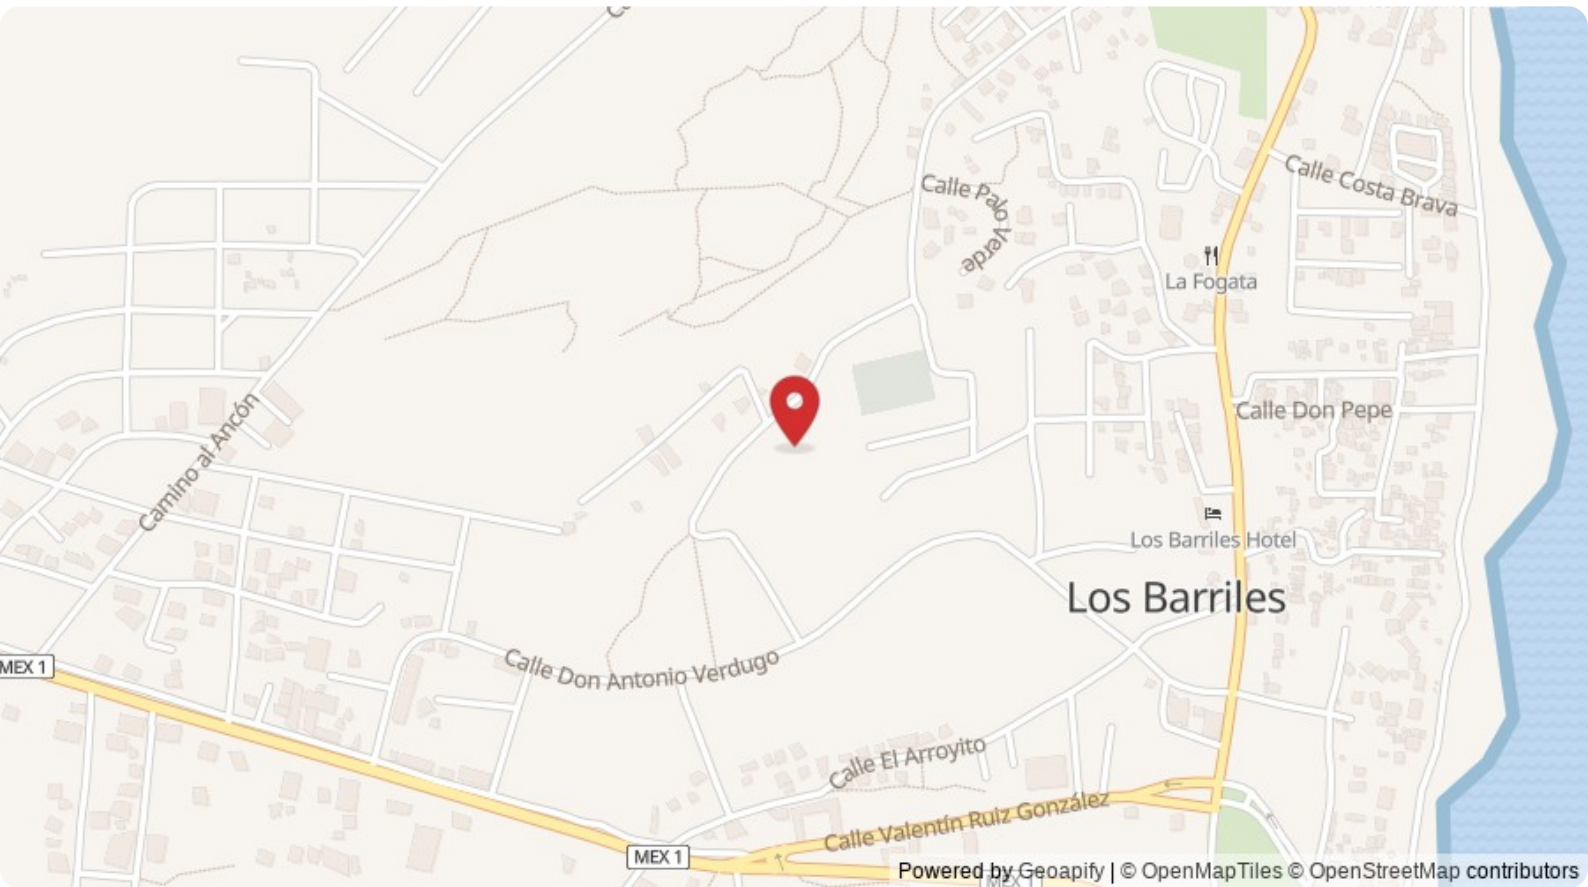 Calle Palo Verde
Calle Costa Brava
La Fogata
Calle Don Pepe
Camino al Ancón
Los Barriles Hotel
Los Barriles
MEX 1
Calle Don Antonio Verdugo
Calle El Arroyito
Calle Valentín Ruiz González
MEX 1
Powered by Geoapify | © OpenMapTiles © OpenStreetMap contributors
MEX 1